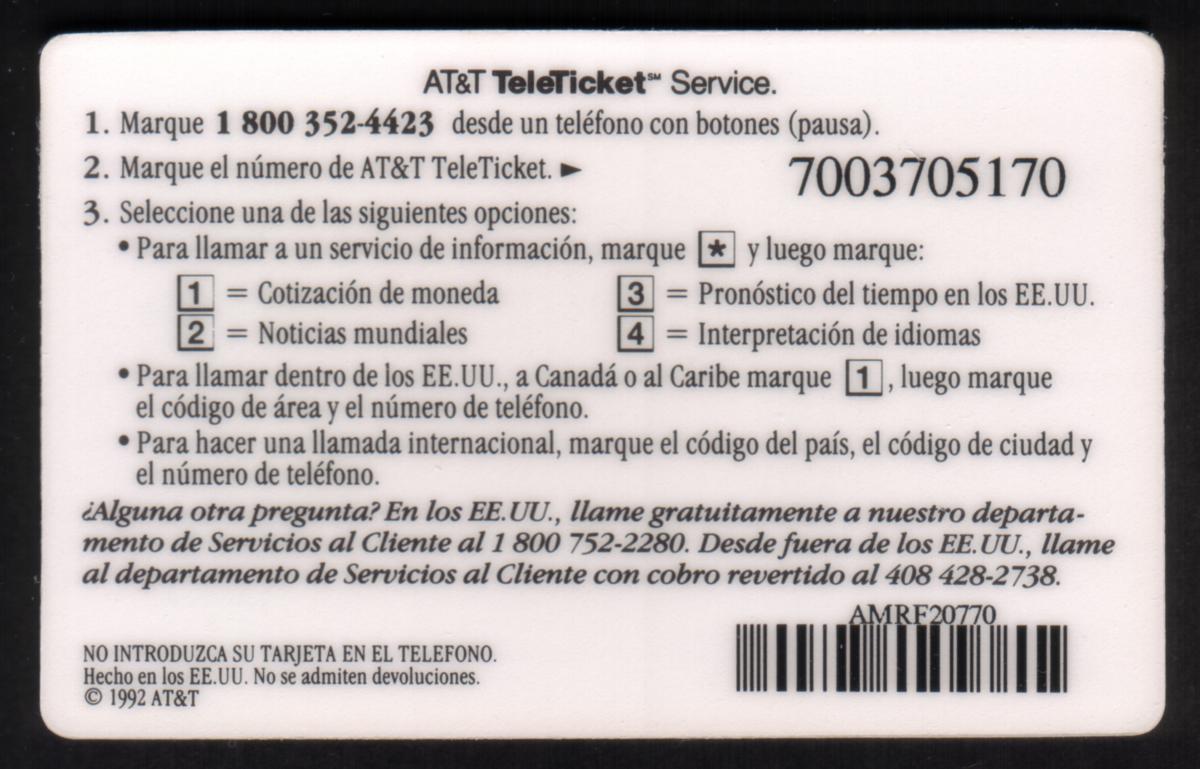 AT&T TeleTicket℠ Service.
1. Marque 1 800 352-4423 desde un teléfono con botones (pausa).
2. Marque el número de AT&T TeleTicket. ► 7003705170
3. Seleccione una de las siguientes opciones:
• Para llamar a un servicio de información, marque * y luego marque:
1 = Cotización de moneda 3 = Pronóstico del tiempo en los EE.UU.
2 = Noticias mundiales 4 = Interpretación de idiomas
• Para llamar dentro de los EE.UU., a Canadá o al Caribe marque 1, luego marque
el código de área y el número de teléfono.
• Para hacer una llamada internacional, marque el código del país, el código de ciudad y
el número de teléfono.
¿Alguna otra pregunta? En los EE.UU., llame gratuitamente a nuestro departa-
mento de Servicios al Cliente al 1 800 752-2280. Desde fuera de los EE.UU., llame
al departamento de Servicios al Cliente con cobro revertido al 408 428-2738.
AMRF20770
NO INTRODUZCA SU TARJETA EN EL TELEFONO.
Hecho en los EE.UU. No se admiten devoluciones.
© 1992 AT&T